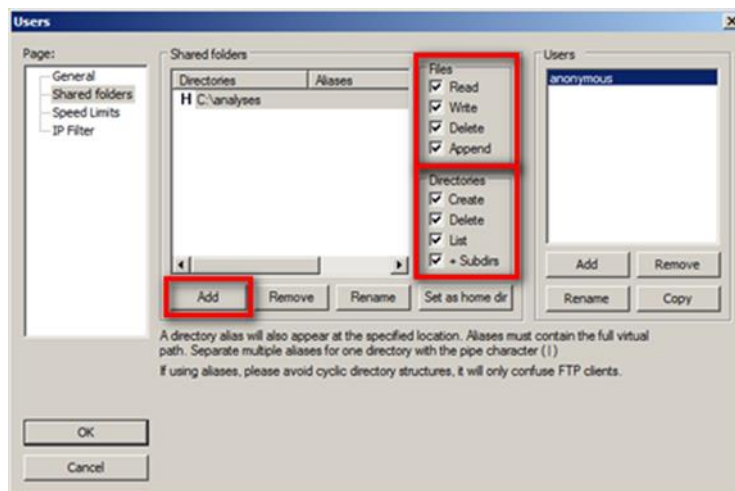 Users
Page:
General
Shared folders
Speed Limits
IP Filter
Shared folders
Directories Aliases
H C:\analyses
Files
Read
Write
Delete
Append
Directories
Create
Delete
List
+ Subdirs
Add Remove Rename Set as home dir
Users
anonymous
Add Remove
Rename Copy
A directory alias will also appear at the specified location. Aliases must contain the full virtual
path. Separate multiple aliases for one directory with the pipe character (|)
If using aliases, please avoid cyclic directory structures, it will only confuse FTP clients.
OK
Cancel